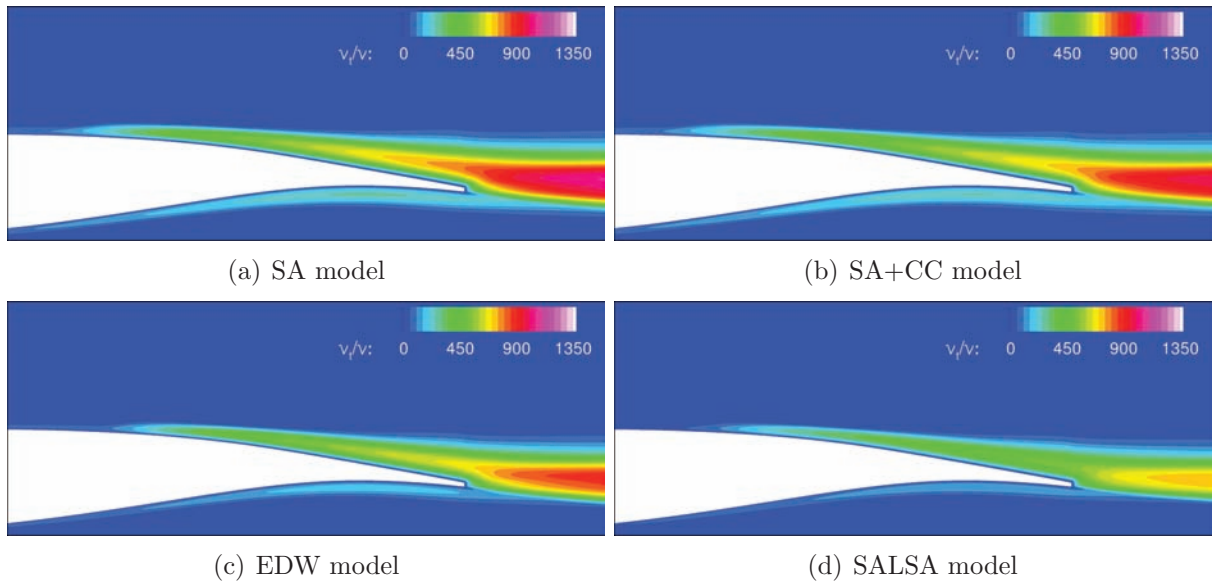 ν_t/ν: 0 450 900 1350
ν_t/ν: 0 450 900 1350
(a) SA model
(b) SA+CC model
ν_t/ν: 0 450 900 1350
ν_t/ν: 0 450 900 1350
(c) EDW model
(d) SALSA model